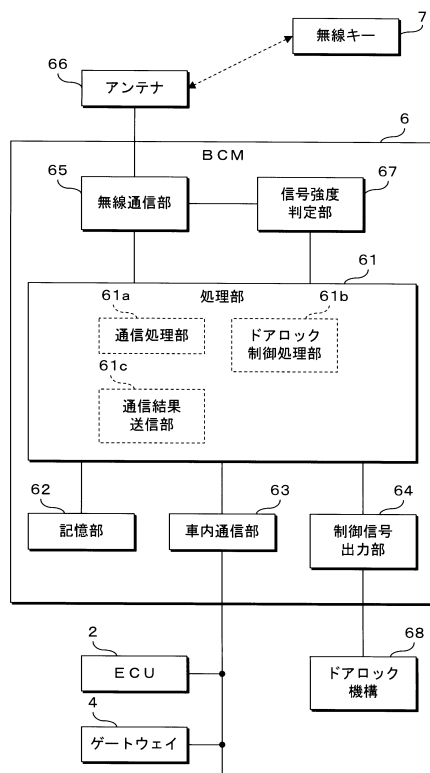 7
無線キー
66
アンテナ
6
ＢＣＭ
65
無線通信部
67
信号強度
判定部
61
処理部
61a
通信処理部
61b
ドアロック
制御処理部
61c
通信結果
送信部
62
記憶部
63
車内通信部
64
制御信号
出力部
2
ＥＣＵ
68
ドアロック
機構
4
ゲートウェイ